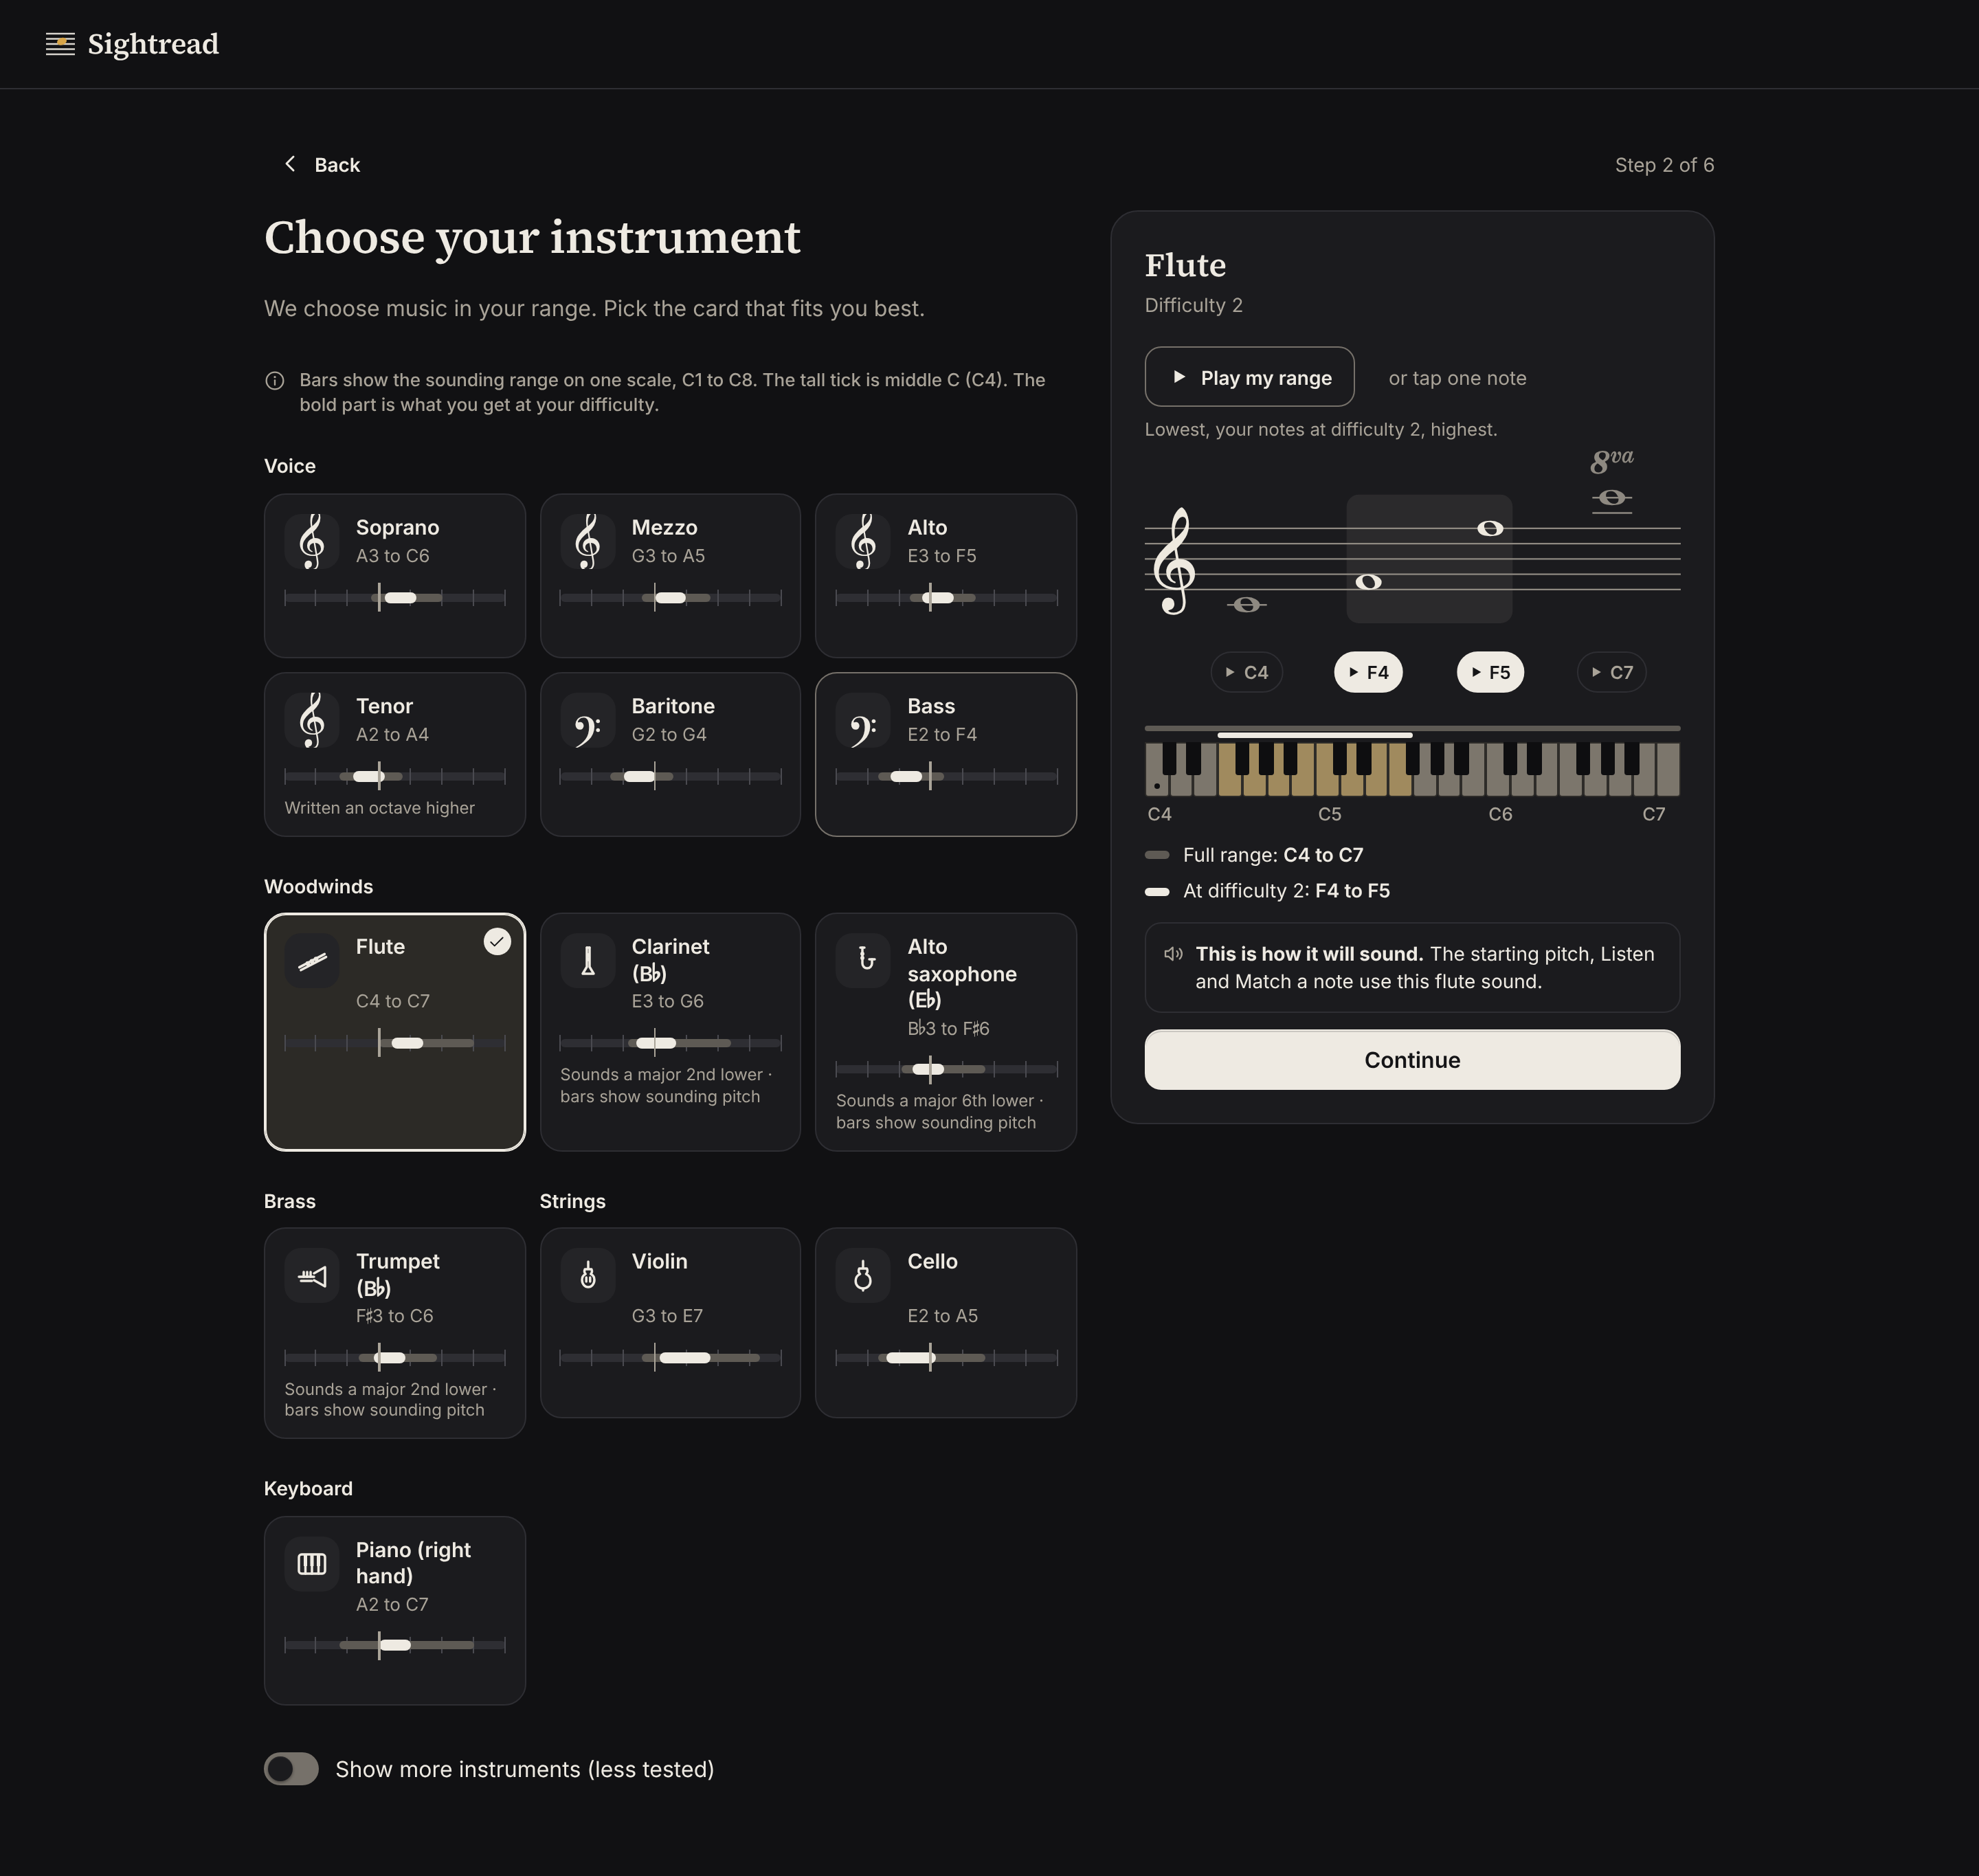 Sightread
Back
Step 2 of 6
Choose your instrument
We choose music in your range. Pick the card that fits you best.
Bars show the sounding range on one scale, C1 to C8. The tall tick is middle C (C4). The
bold part is what you get at your difficulty.
Voice
Soprano
A3 to C6
Mezzo
G3 to A5
Alto
E3 to F5
Tenor
A2 to A4
Written an octave higher
Baritone
G2 to G4
Bass
E2 to F4
Woodwinds
Flute
C4 to C7
Clarinet
(B♭)
E3 to G6
Sounds a major 2nd lower ·
bars show sounding pitch
Alto
saxophone
(E♭)
B♭3 to F♯6
Sounds a major 6th lower ·
bars show sounding pitch
Brass
Trumpet
(B♭)
F♯3 to C6
Sounds a major 2nd lower ·
bars show sounding pitch
Strings
Violin
G3 to E7
Cello
E2 to A5
Keyboard
Piano (right
hand)
A2 to C7
Show more instruments (less tested)
Flute
Difficulty 2
Play my range
or tap one note
Lowest, your notes at difficulty 2, highest.
8va
C4
F4
F5
C7
C4
C5
C6
C7
Full range: C4 to C7
At difficulty 2: F4 to F5
This is how it will sound. The starting pitch, Listen
and Match a note use this flute sound.
Continue